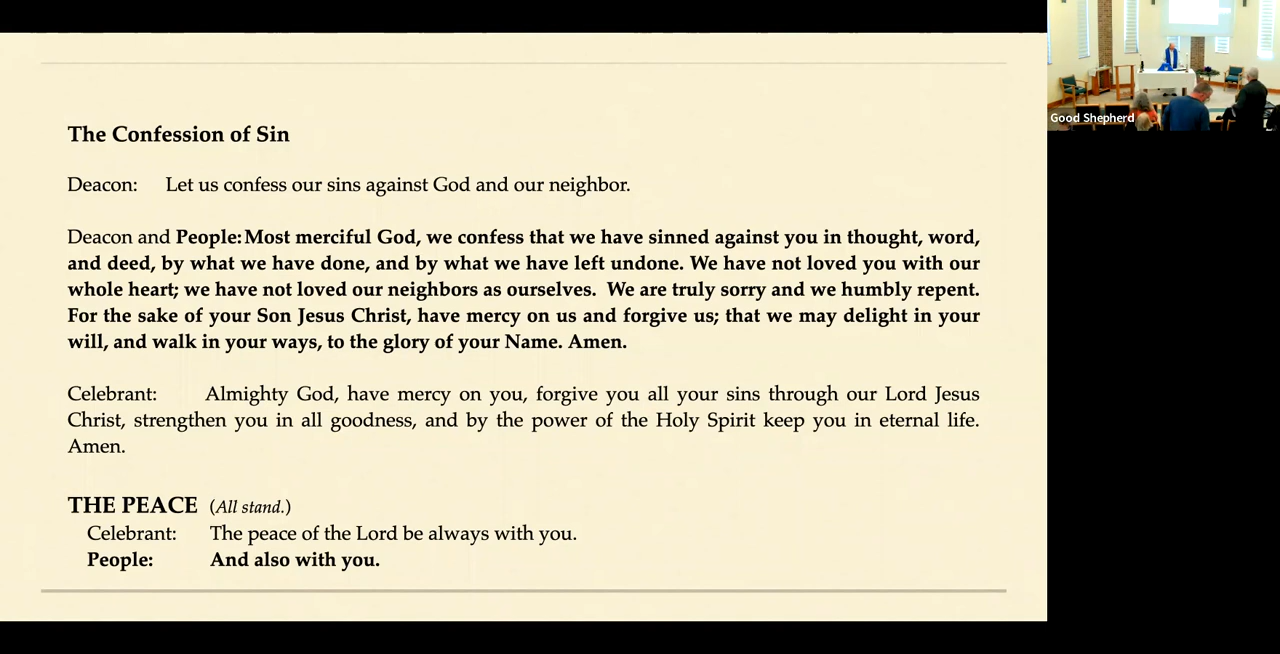 The Confession of Sin
Deacon: Let us confess our sins against God and our neighbor.
Deacon and People: Most merciful God, we confess that we have sinned against you in thought, word,
and deed, by what we have done, and by what we have left undone. We have not loved you with our
whole heart; we have not loved our neighbors as ourselves. We are truly sorry and we humbly repent.
For the sake of your Son Jesus Christ, have mercy on us and forgive us; that we may delight in your
will, and walk in your ways, to the glory of your Name. Amen.
Celebrant: Almighty God, have mercy on you, forgive you all your sins through our Lord Jesus
Christ, strengthen you in all goodness, and by the power of the Holy Spirit keep you in eternal life.
Amen.
THE PEACE (All stand.)
Celebrant: The peace of the Lord be always with you.
People: And also with you.
Good Shepherd